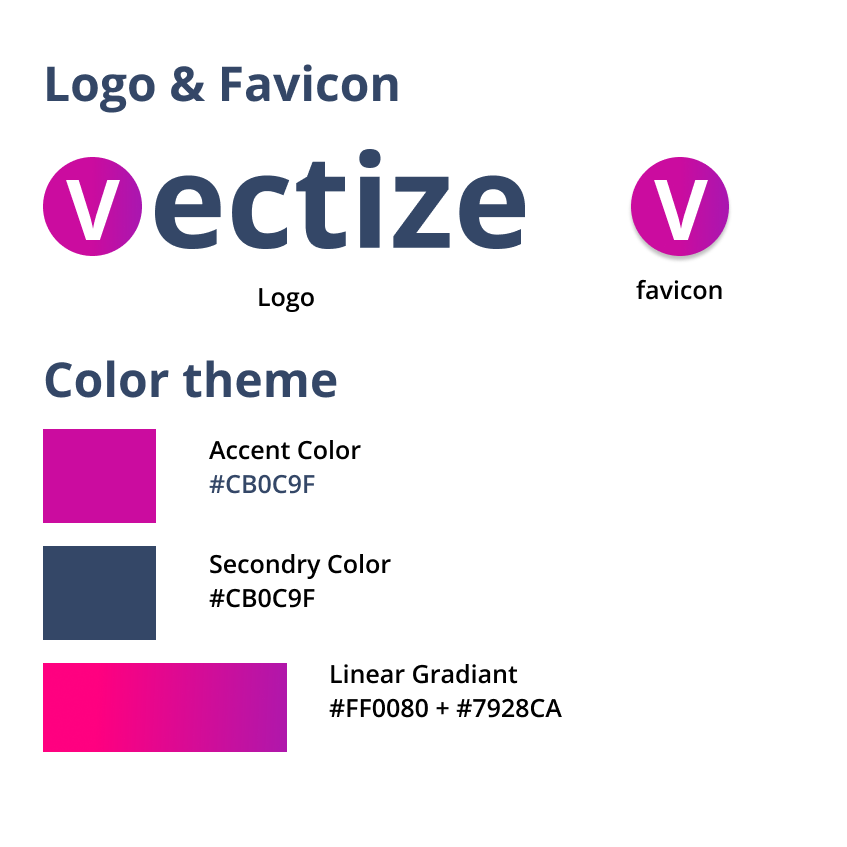 Logo & Favicon
Vectize
V
Logo
favicon
Color theme
Accent Color
#CB0C9F
Secondry Color
#CB0C9F
Linear Gradiant
#FF0080 + #7928CA